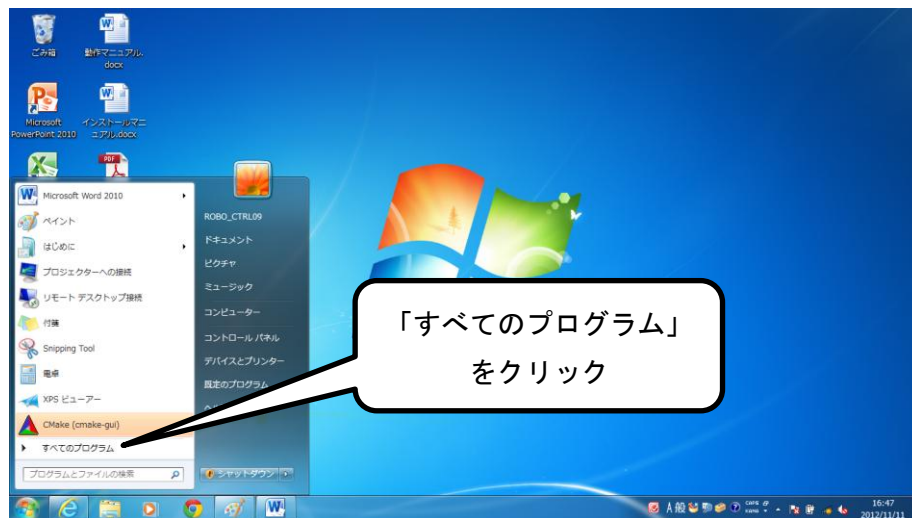 ごみ箱
動作マニュアル.
docx
Microsoft
PowerPoint 2010
インストールマニ
ュアル.docx
PDF
Microsoft Word 2010
ペイント
はじめに
プロジェクターへの接続
リモート デスクトップ接続
付箋
Snipping Tool
電卓
XPS ビューアー
CMake (cmake-gui)
すべてのプログラム
プログラムとファイルの検索
ROBO_CTRL09
ドキュメント
ピクチャ
ミュージック
コンピューター
コントロール パネル
デバイスとプリンター
既定のプログラム
シャットダウン
「すべてのプログラム」
をクリック
A 般
CAPS
KANA
16:47
2012/11/11